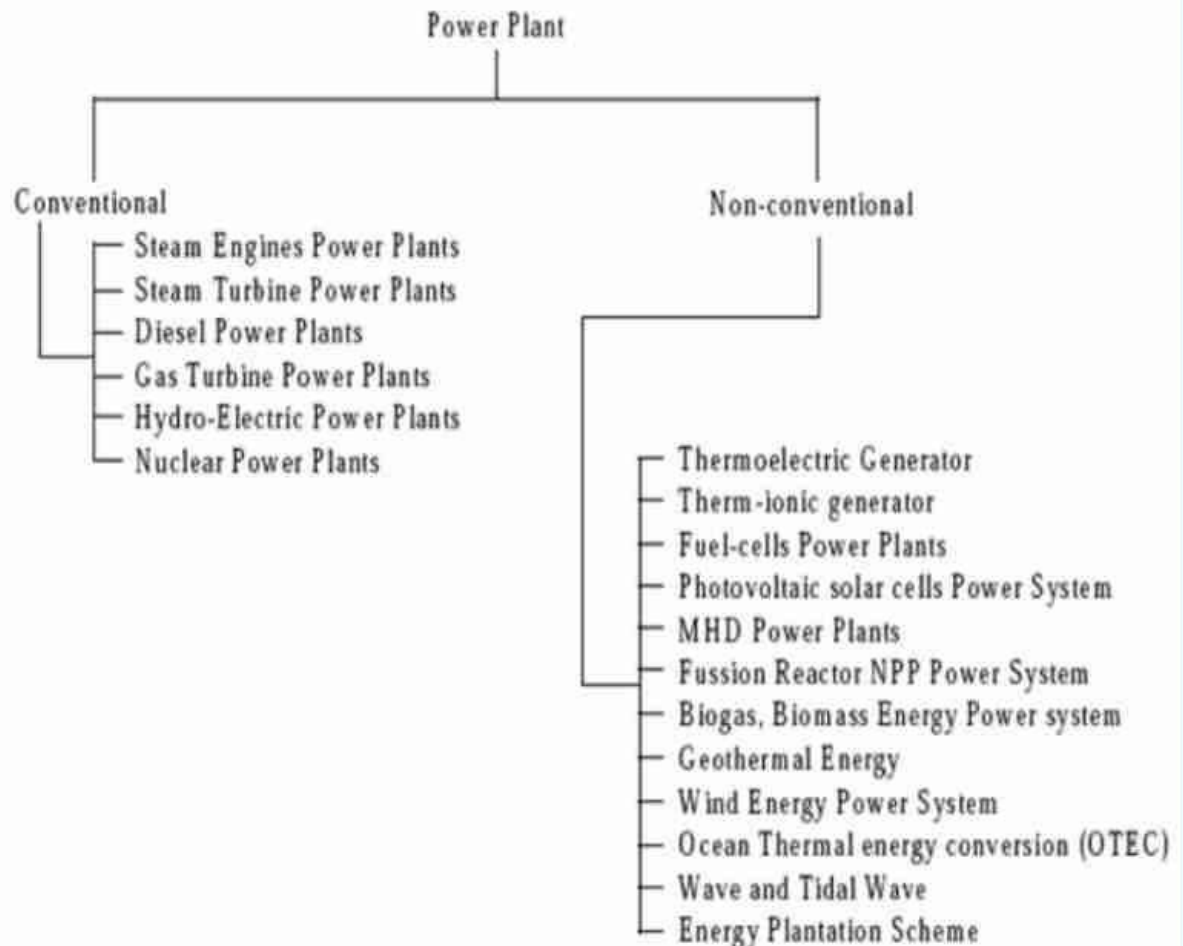 Power Plant
Conventional
Steam Engines Power Plants
Steam Turbine Power Plants
Diesel Power Plants
Gas Turbine Power Plants
Hydro-Electric Power Plants
Nuclear Power Plants
Non-conventional
Thermoelectric Generator
Therm-ionic generator
Fuel-cells Power Plants
Photovoltaic solar cells Power System
MHD Power Plants
Fussion Reactor NPP Power System
Biogas, Biomass Energy Power system
Geothermal Energy
Wind Energy Power System
Ocean Thermal energy conversion (OTEC)
Wave and Tidal Wave
Energy Plantation Scheme